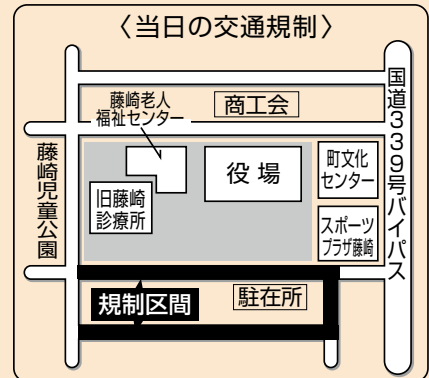 〈当日の交通規制〉
国道339号バイパス
藤崎老人
福祉センター
商工会
藤崎児童公園
役場
町文化
センター
旧藤崎
診療所
スポーツ
プラザ藤崎
規制区間
駐在所